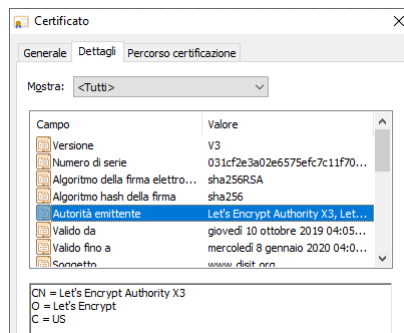 Certificato
Generale Dettagli Percorso certificazione
Mostra: <Tutti>
Campo Valore
Versione V3
Numero di serie 031cf2e3a02e6575efc7c11f70...
Algoritmo della firma elettro... sha256RSA
Algoritmo hash della firma sha256
Autorità emittente Let's Encrypt Authority X3, Let...
Valido da giovedì 10 ottobre 2019 04:05...
Valido fino a mercoledì 8 gennaio 2020 04:0...
Soggetto www.disit.org
CN = Let's Encrypt Authority X3
O = Let's Encrypt
C = US